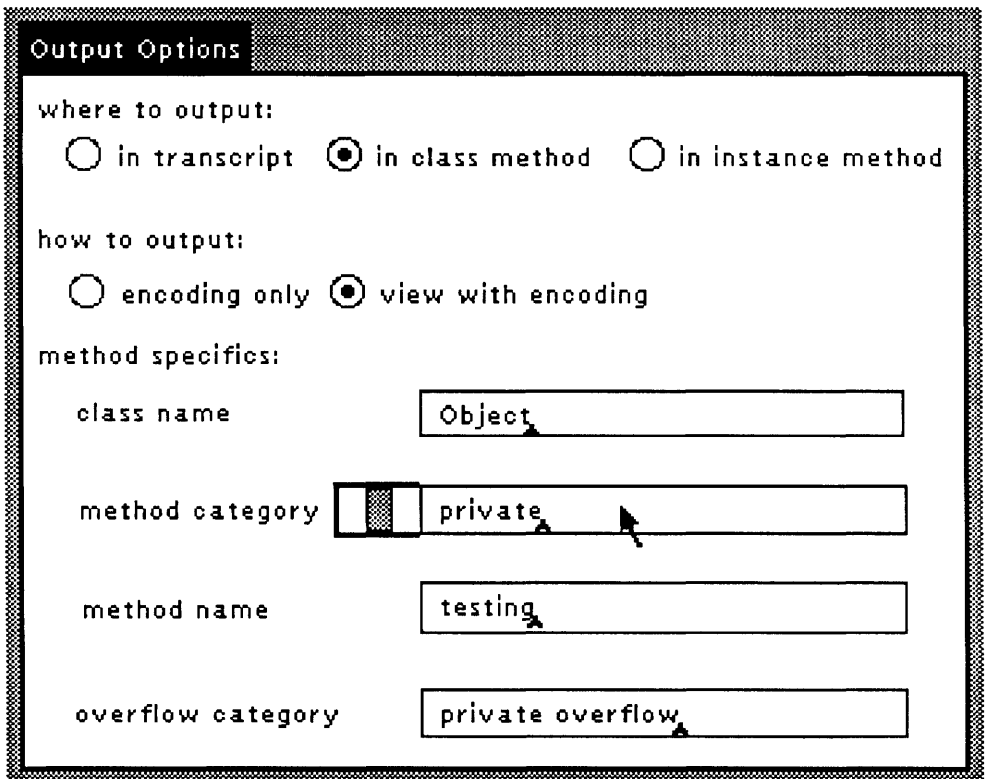 Output Options
where to output:
in transcript in class method in instance method
how to output:
encoding only view with encoding
method specifics:
class name Object
method category private
method name testing
overflow category private overflow